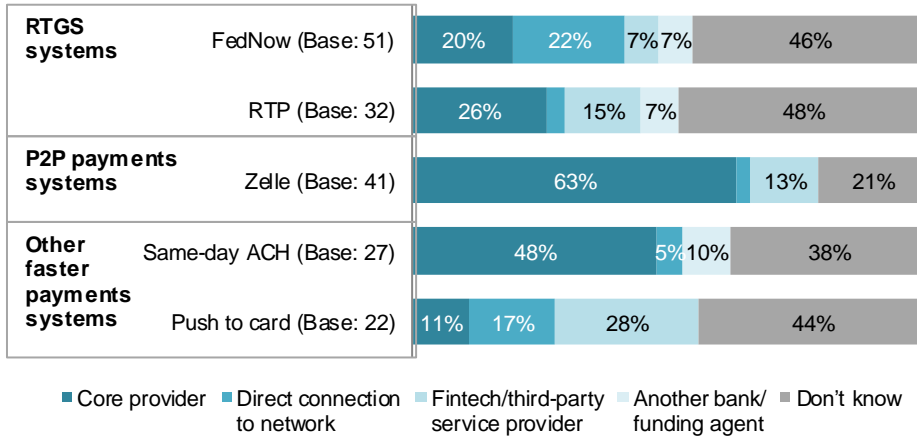 RTGS
systems
FedNow (Base: 51)
20% 22% 7% 7% 46%
RTP (Base: 32)
26% 15% 7% 48%
P2P payments
systems
Zelle (Base: 41)
63% 13% 21%
Other
faster
payments
systems
Same-day ACH (Base: 27)
48% 5% 10% 38%
Push to card (Base: 22)
11% 17% 28% 44%
Core provider
Direct connection
to network
Fintech/third-party
service provider
Another bank/
funding agent
Don't know